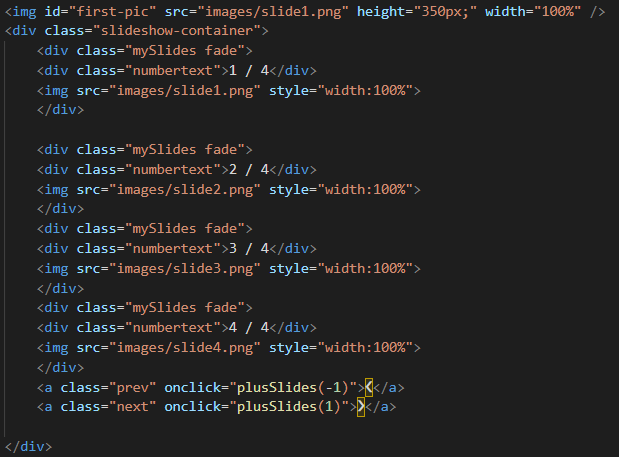 <img id="first-pic" src="images/slide1.png" height="350px;" width="100%" />
<div class="slideshow-container">
<div class="mySlides fade">
<div class="numbertext">1 / 4</div>
<img src="images/slide1.png" style="width:100%">
</div>
<div class="mySlides fade">
<div class="numbertext">2 / 4</div>
<img src="images/slide2.png" style="width:100%">
</div>
<div class="mySlides fade">
<div class="numbertext">3 / 4</div>
<img src="images/slide3.png" style="width:100%">
</div>
<div class="mySlides fade">
<div class="numbertext">4 / 4</div>
<img src="images/slide4.png" style="width:100%">
</div>
<a class="prev" onclick="plusSlides(-1)">❮</a>
<a class="next" onclick="plusSlides(1)">❯</a>
</div>